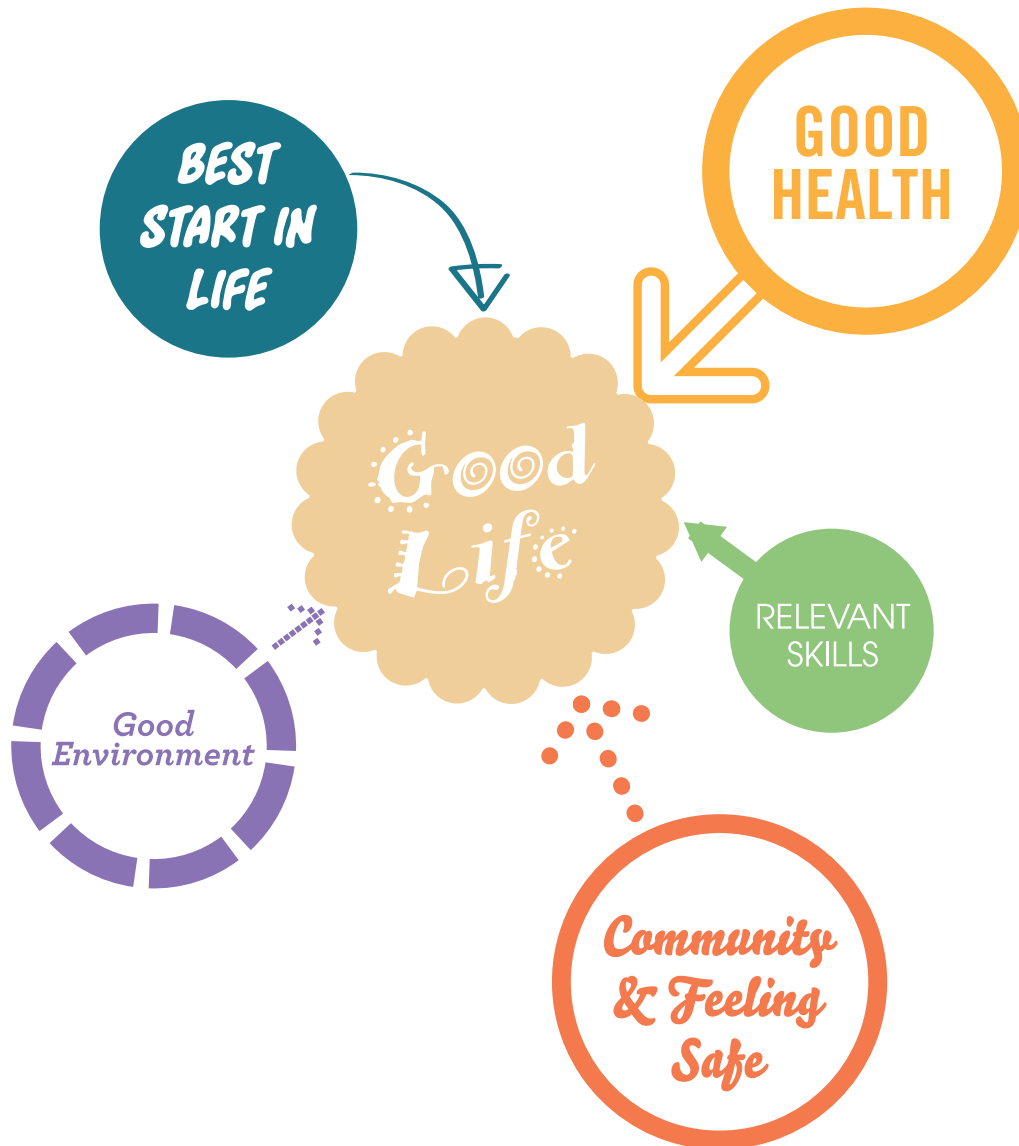 BEST
START IN
LIFE
GOOD
HEALTH
Good
Life
RELEVANT
SKILLS
Good
Environment
Community
& Feeling
Safe